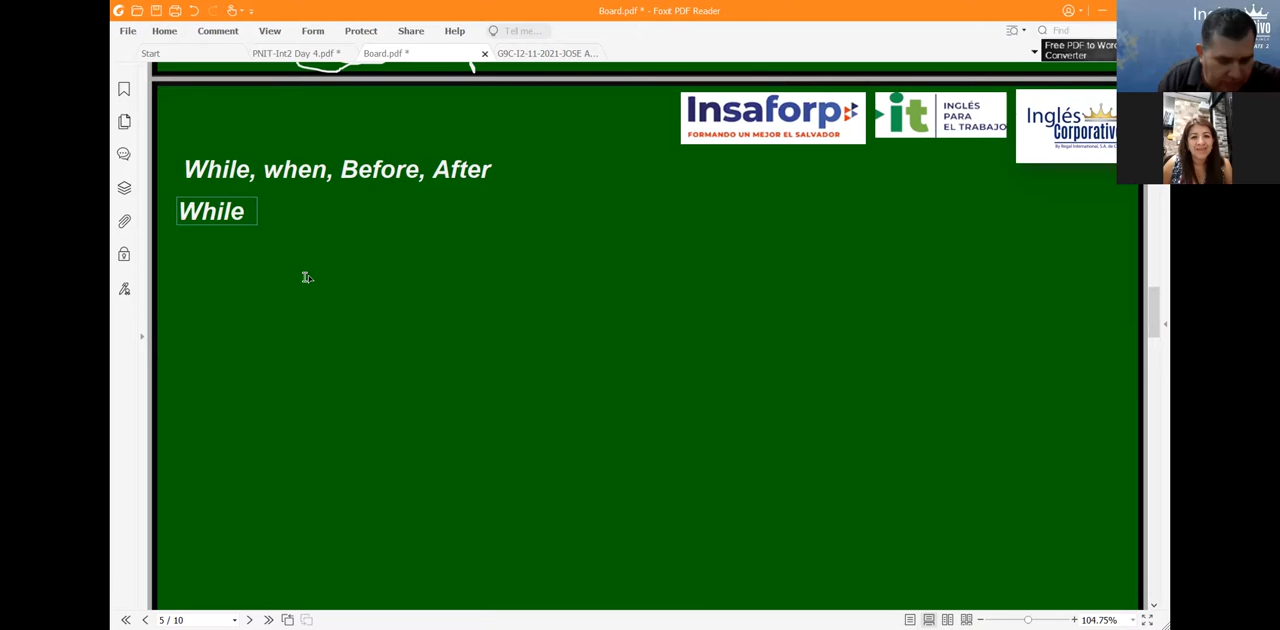 Board.pdf * - Foxit PDF Reader
File Home Comment View Form Protect Share Help Tell me... Find
Start PNIT-Int2 Day 4.pdf * Board.pdf * G9C-I2-11-2021-JOSE A...
Free PDF to Word
Converter
Insaforp
FORMANDO UN MEJOR EL SALVADOR
it INGLÉS
PARA
EL TRABAJO
Inglés
Corporativo
While, when, Before, After
While
5 / 10
104.75%